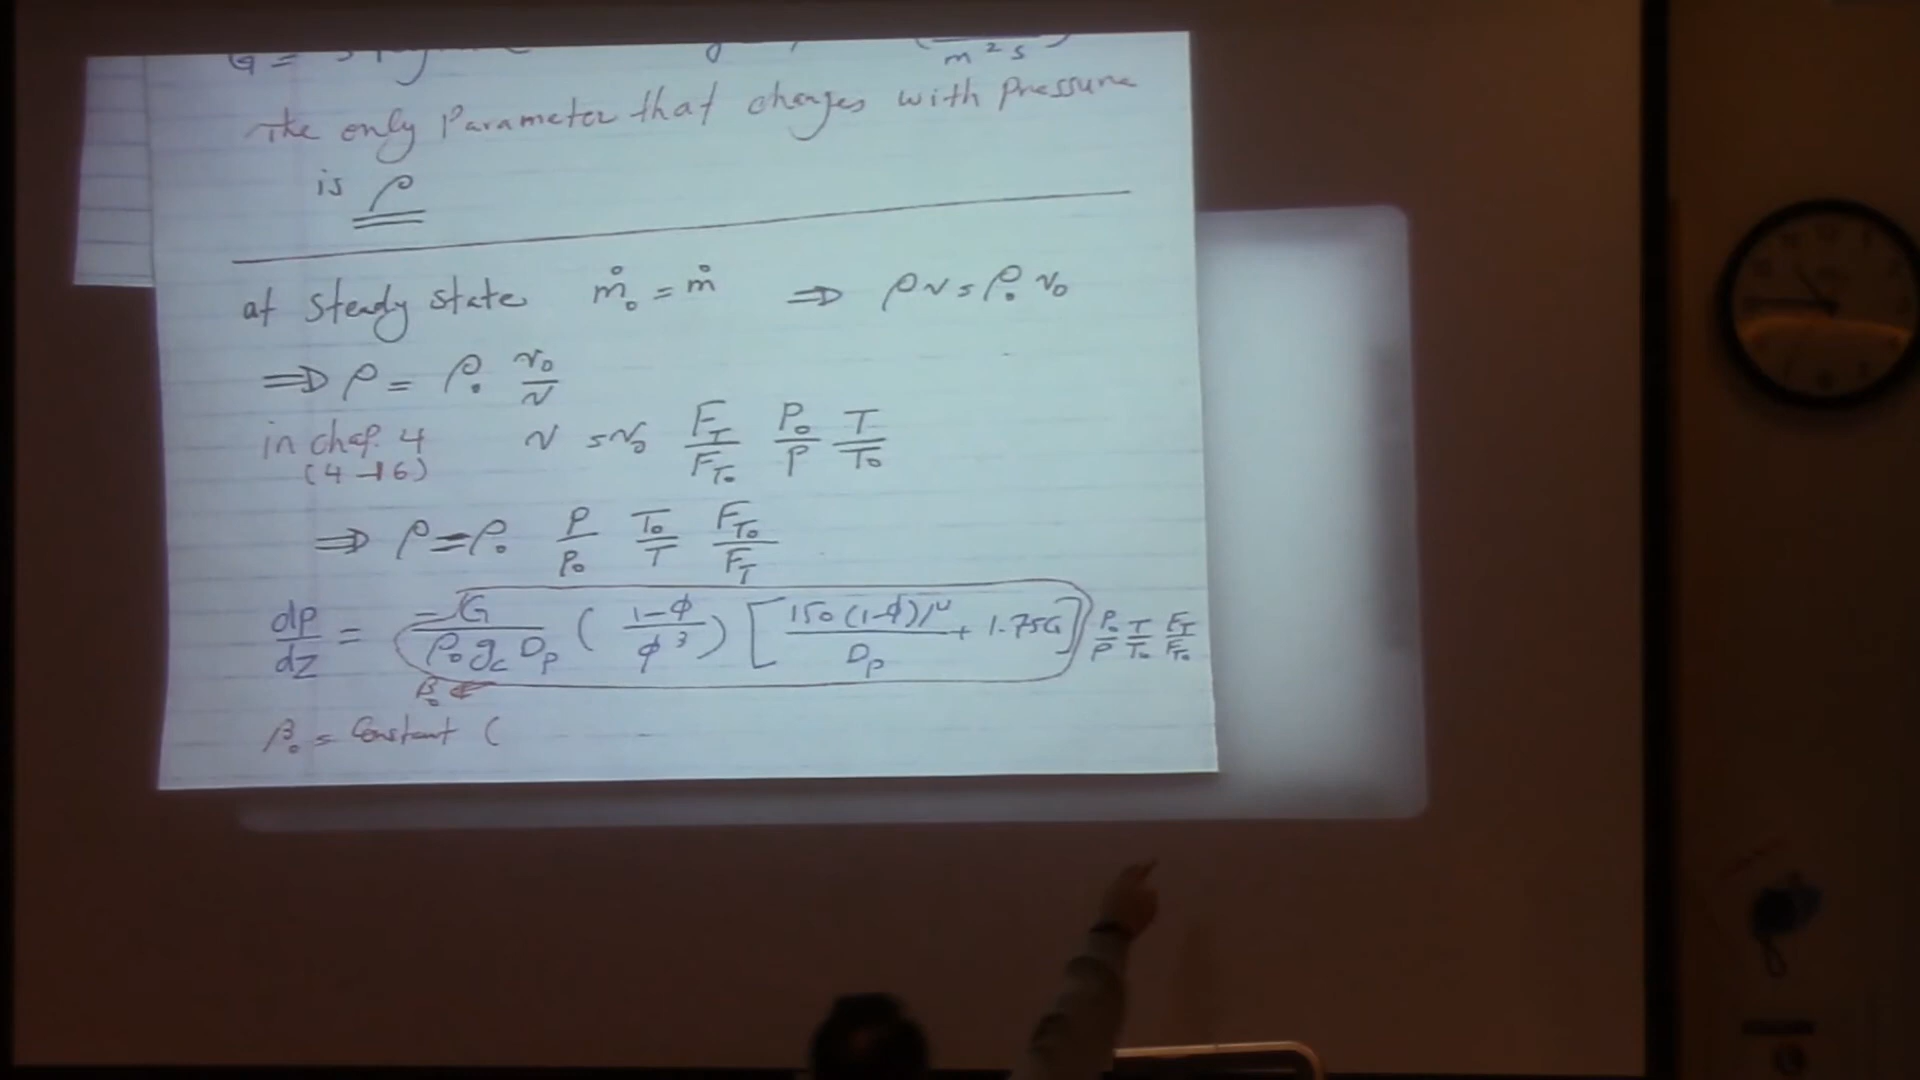 G =
m² s
The only Parameter that changes with Pressure
is ρ
at Steady state ṁ₀ = ṁ ⇒ ρv = ρ₀ v₀
⇒ ρ = ρ₀ v₀/v
in chap. 4 v = v₀ F_T/F_T₀ P₀/P T/T₀
(4-16)
⇒ ρ = ρ₀ P/P₀ T₀/T F_T₀/F_T
dP/dz = -G/(ρ₀ g_c D_p) ((1-φ)/φ³) [150(1-φ)μ/D_p + 1.75G] P₀/P T/T₀ F_T/F_T₀
β₀
β₀ = Constant (